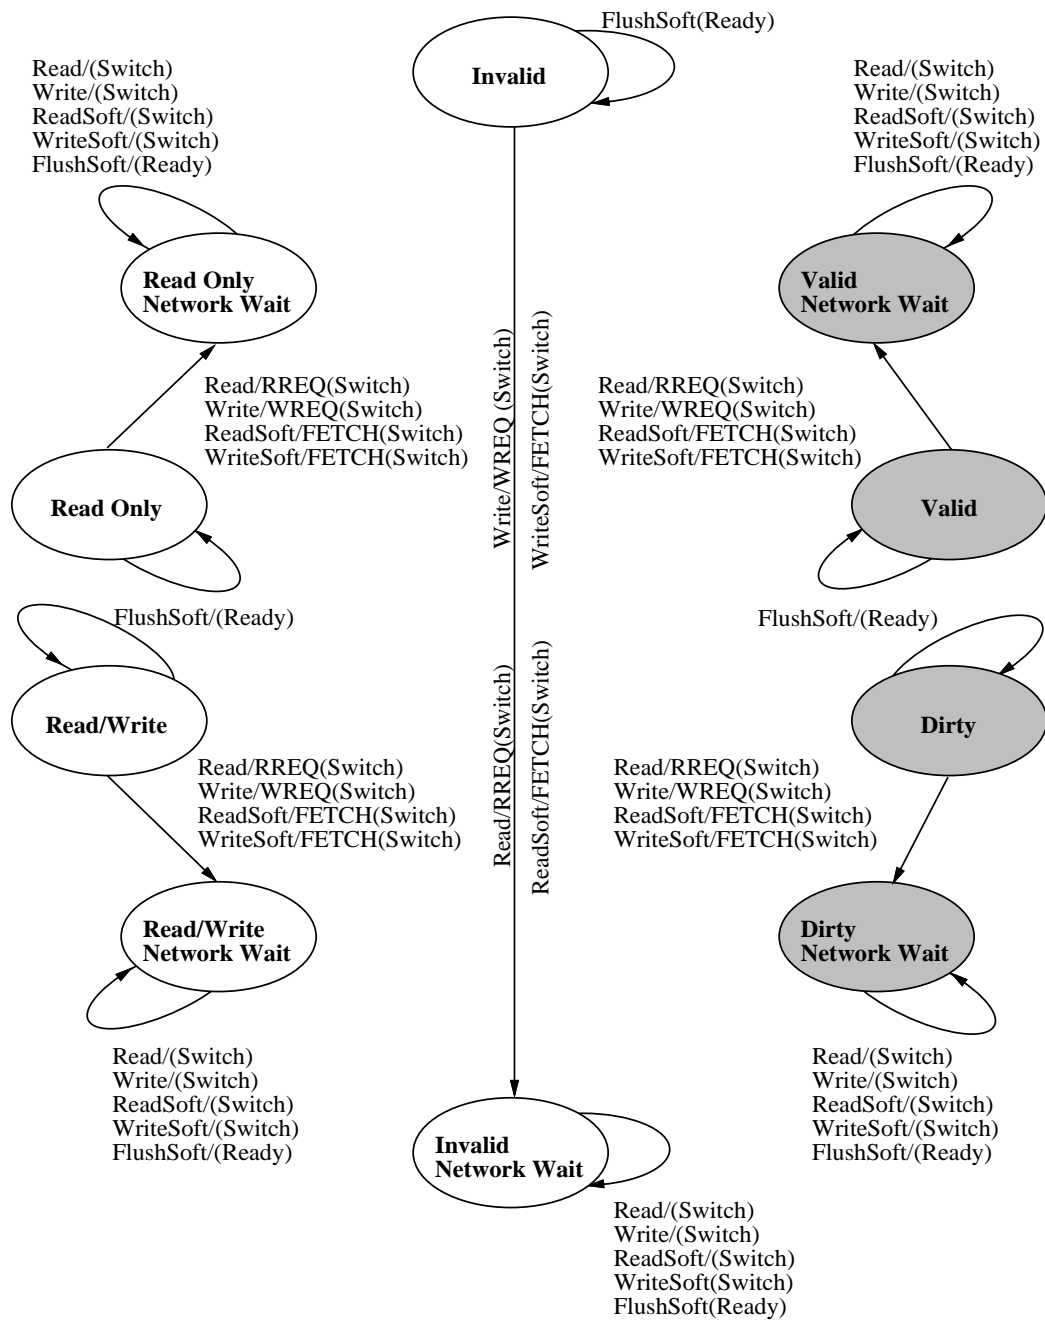 FlushSoft(Ready)
Invalid
Read/(Switch)
Write/(Switch)
ReadSoft/(Switch)
WriteSoft/(Switch)
FlushSoft/(Ready)
Read/(Switch)
Write/(Switch)
ReadSoft/(Switch)
WriteSoft/(Switch)
FlushSoft/(Ready)
Read Only
Network Wait
Valid
Network Wait
Write/WREQ (Switch)
WriteSoft/FETCH(Switch)
Read/RREQ(Switch)
Write/WREQ(Switch)
ReadSoft/FETCH(Switch)
WriteSoft/FETCH(Switch)
Read/RREQ(Switch)
Write/WREQ(Switch)
ReadSoft/FETCH(Switch)
WriteSoft/FETCH(Switch)
Read Only
Valid
FlushSoft/(Ready)
FlushSoft/(Ready)
Read/Write
Dirty
Read/RREQ(Switch)
ReadSoft/FETCH(Switch)
Read/RREQ(Switch)
Write/WREQ(Switch)
ReadSoft/FETCH(Switch)
WriteSoft/FETCH(Switch)
Read/RREQ(Switch)
Write/WREQ(Switch)
ReadSoft/FETCH(Switch)
WriteSoft/FETCH(Switch)
Read/Write
Network Wait
Dirty
Network Wait
Read/(Switch)
Write/(Switch)
ReadSoft/(Switch)
WriteSoft/(Switch)
FlushSoft/(Ready)
Read/(Switch)
Write/(Switch)
ReadSoft/(Switch)
WriteSoft/(Switch)
FlushSoft/(Ready)
Invalid
Network Wait
Read/(Switch)
Write/(Switch)
ReadSoft/(Switch)
WriteSoft(Switch)
FlushSoft(Ready)